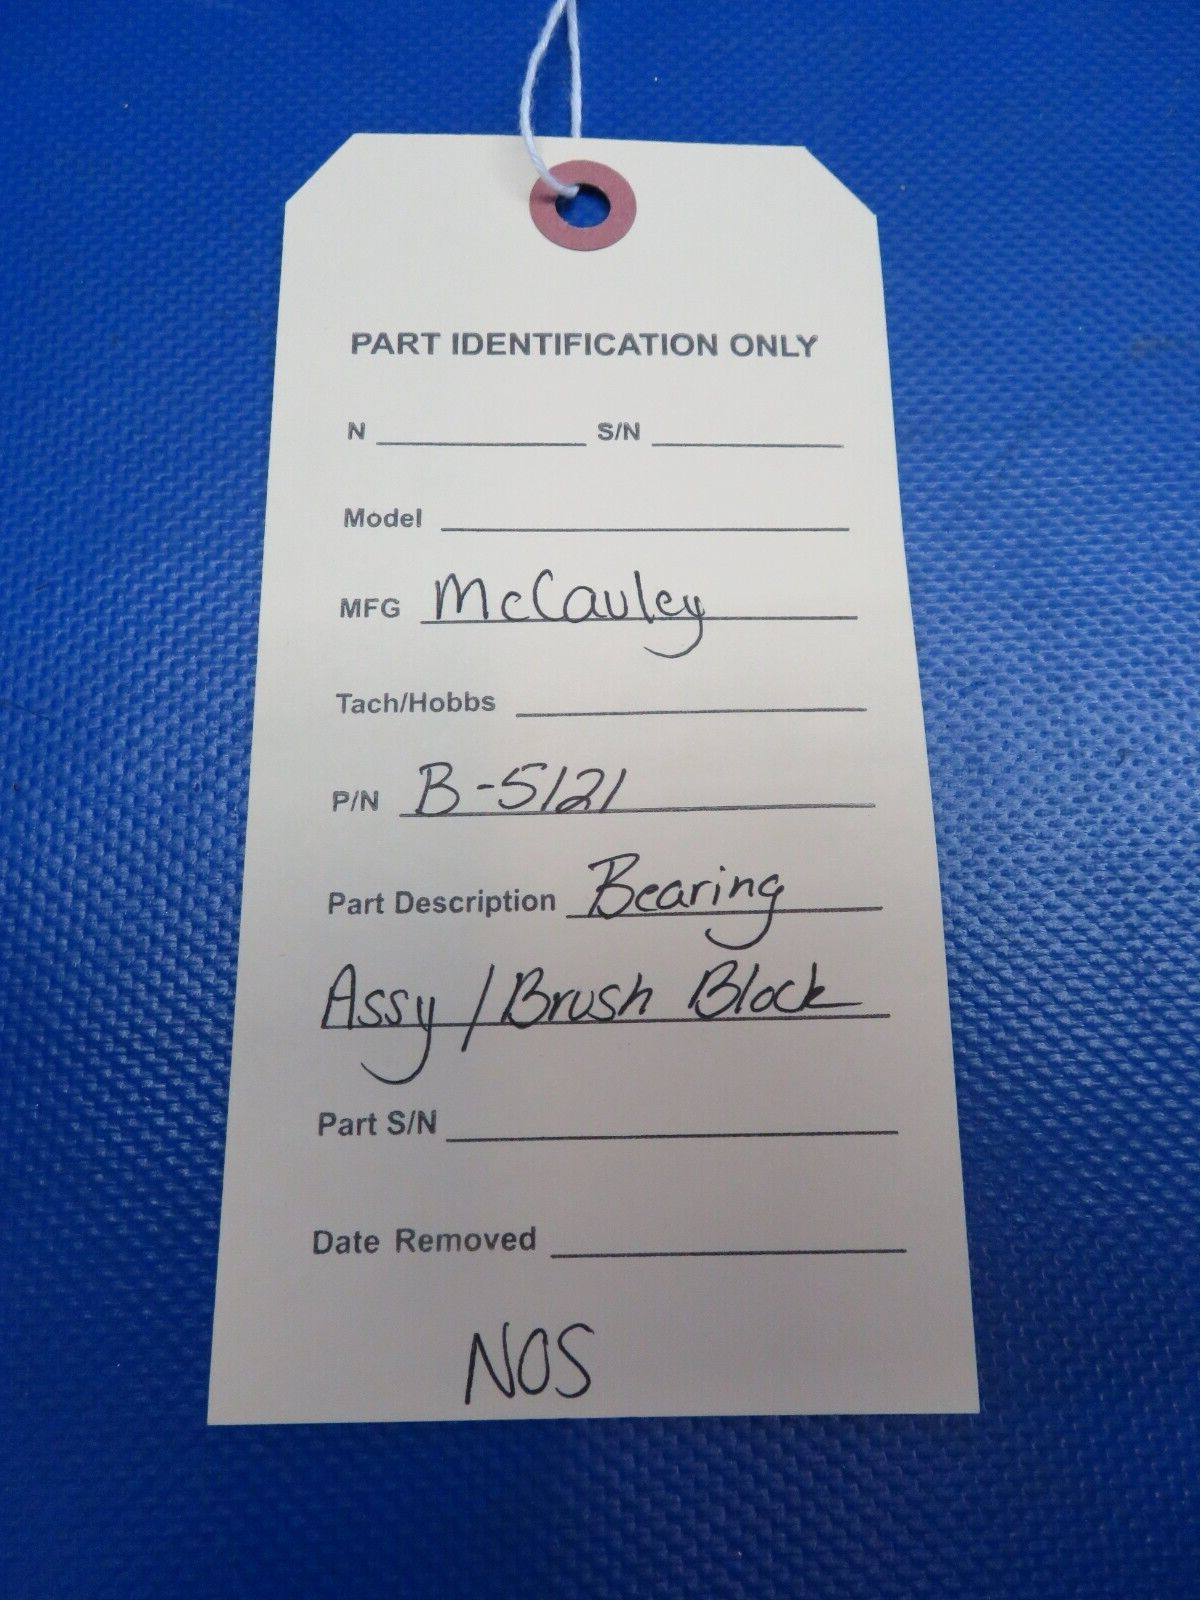 PART IDENTIFICATION ONLY
N S/N
Model
MFG McCauley
Tach/Hobbs
P/N B-5121
Part Description Bearing
Assy / Brush Block
Part S/N
Date Removed
NOS